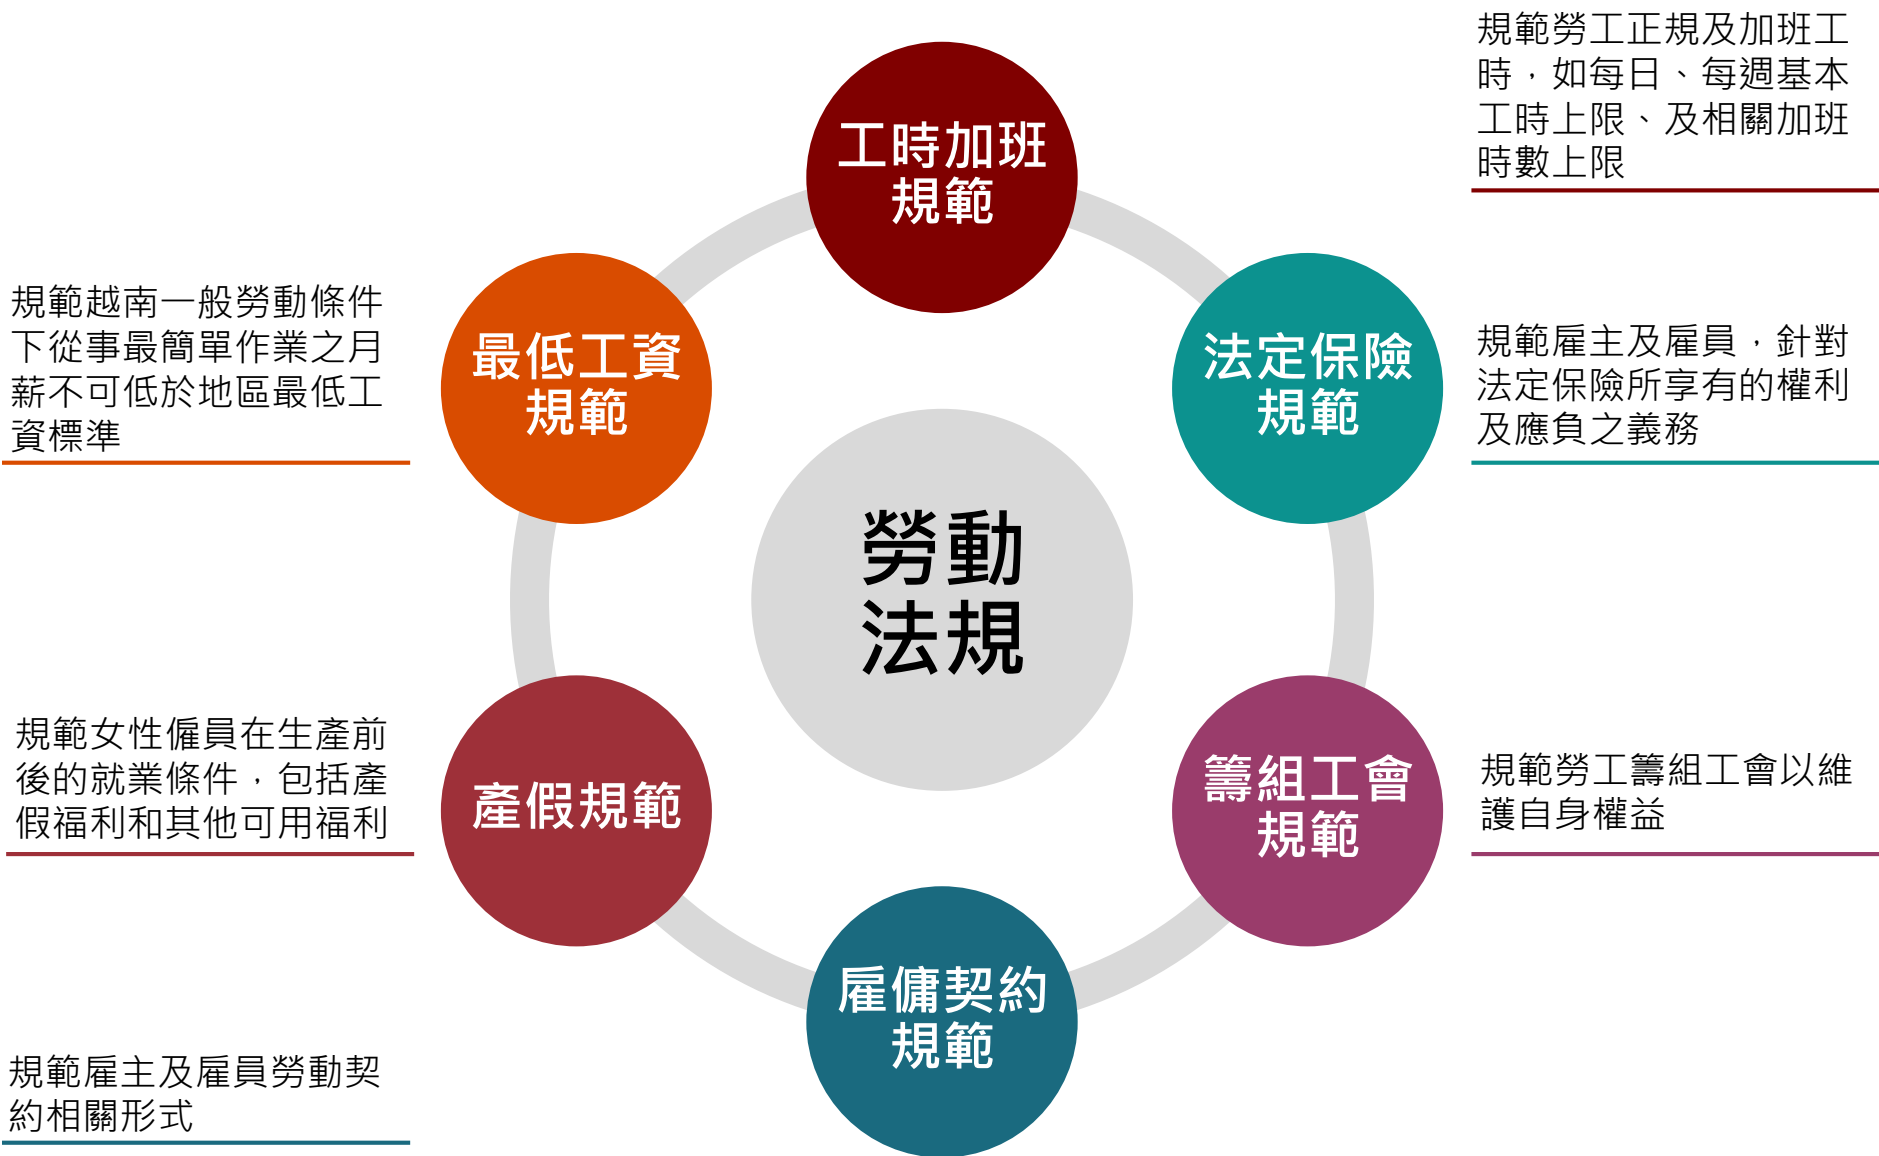 規範勞工正規及加班工
時，如每日、每週基本
工時上限、及相關加班
時數上限
工時加班
規範
規範越南一般勞動條件
下從事最簡單作業之月
薪不可低於地區最低工
資標準
最低工資
規範
法定保險
規範
規範雇主及雇員，針對
法定保險所享有的權利
及應負之義務
勞動
法規
規範女性僱員在生產前
後的就業條件，包括產
假福利和其他可用福利
產假規範
籌組工會
規範
規範勞工籌組工會以維
護自身權益
雇傭契約
規範
規範雇主及雇員勞動契
約相關形式